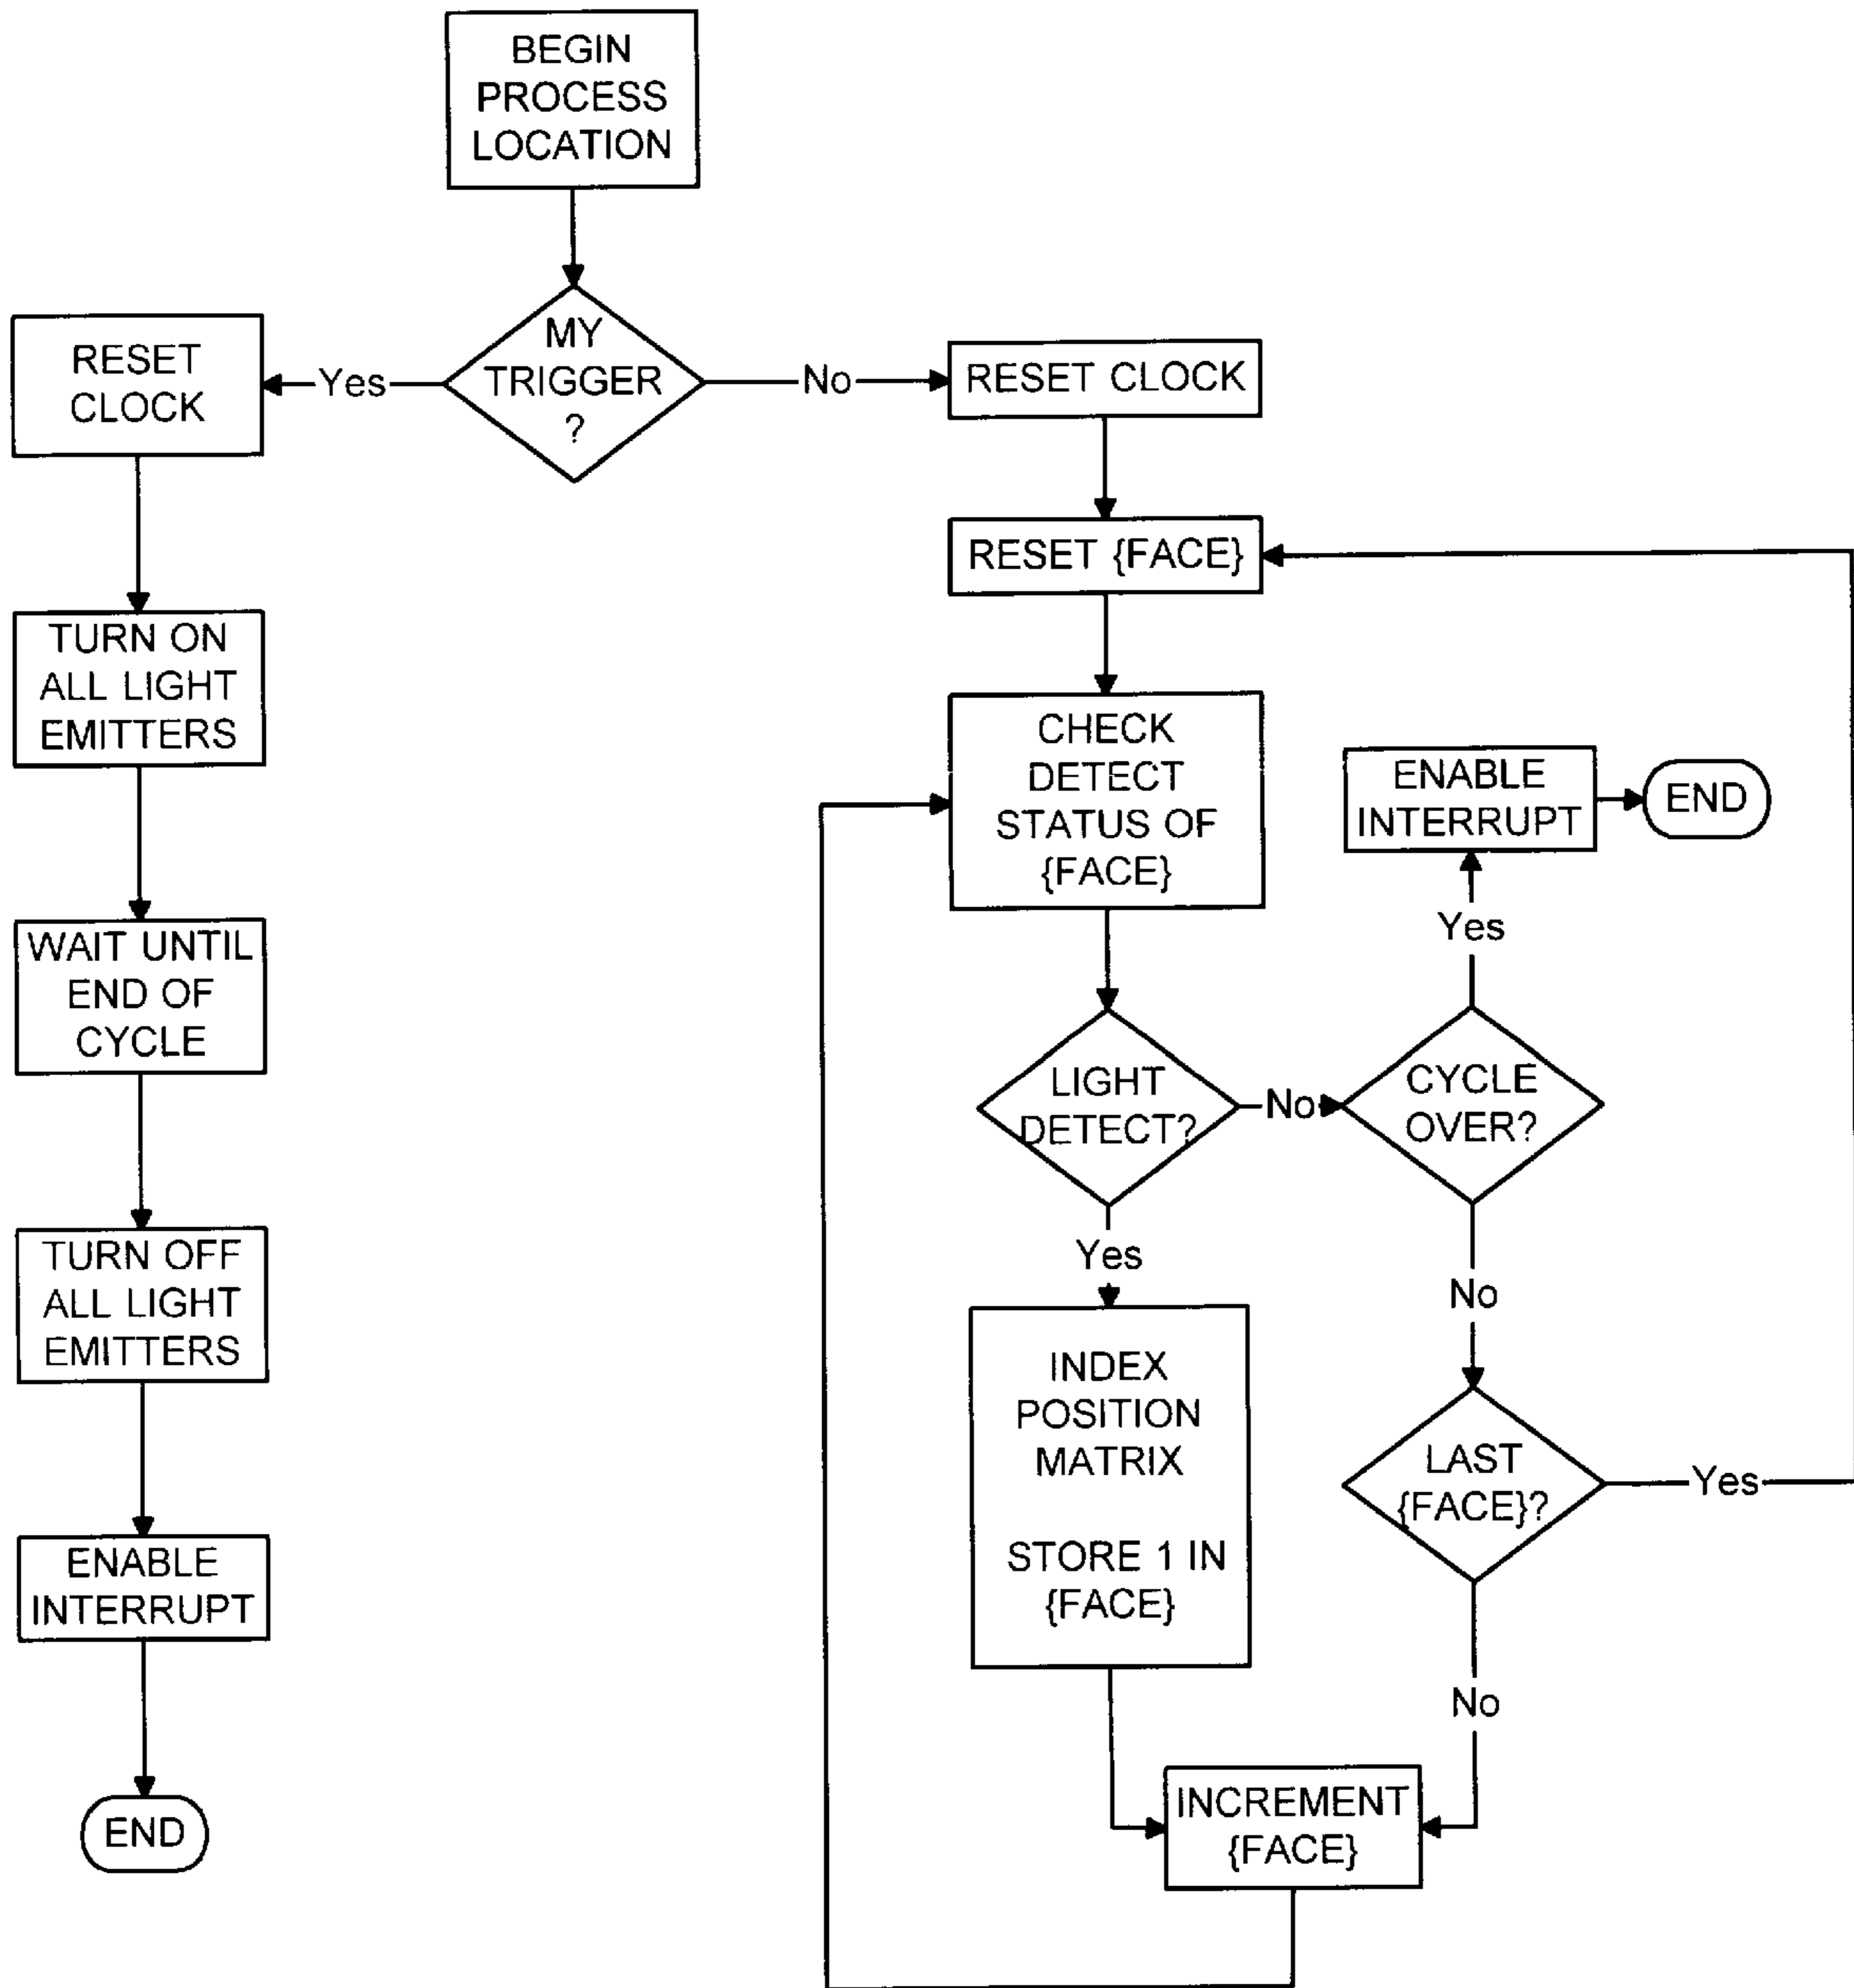 BEGIN
PROCESS
LOCATION
MY
TRIGGER
?
Yes
No
RESET
CLOCK
TURN ON
ALL LIGHT
EMITTERS
WAIT UNTIL
END OF
CYCLE
TURN OFF
ALL LIGHT
EMITTERS
ENABLE
INTERRUPT
END
RESET CLOCK
RESET {FACE}
CHECK
DETECT
STATUS OF
{FACE}
LIGHT
DETECT?
No
Yes
CYCLE
OVER?
Yes
ENABLE
INTERRUPT
END
No
LAST
{FACE}?
Yes
No
INDEX
POSITION
MATRIX
STORE 1 IN
{FACE}
INCREMENT
{FACE}